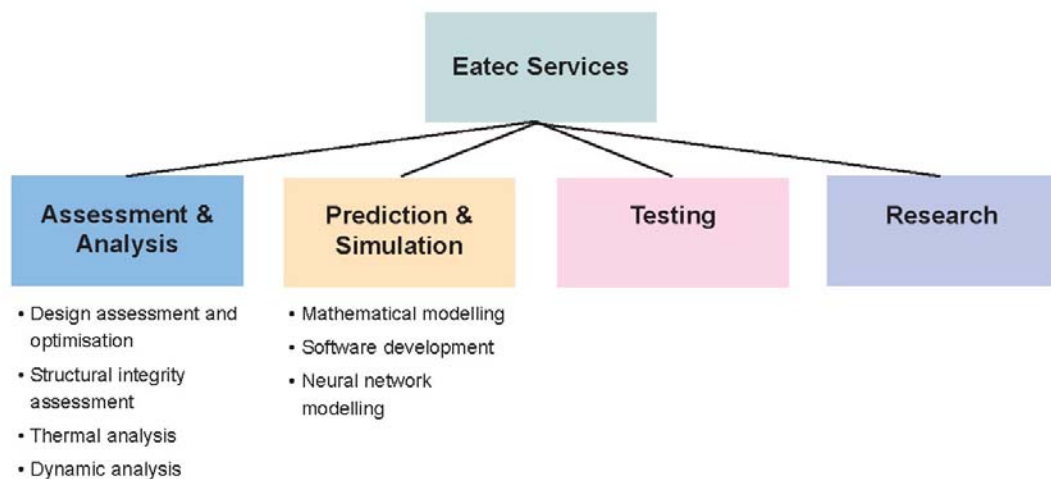 Eatec Services
Assessment &
Analysis
Prediction &
Simulation
Testing
Research
• Design assessment and
optimisation
• Structural integrity
assessment
• Thermal analysis
• Dynamic analysis
• Mathematical modelling
• Software development
• Neural network
modelling